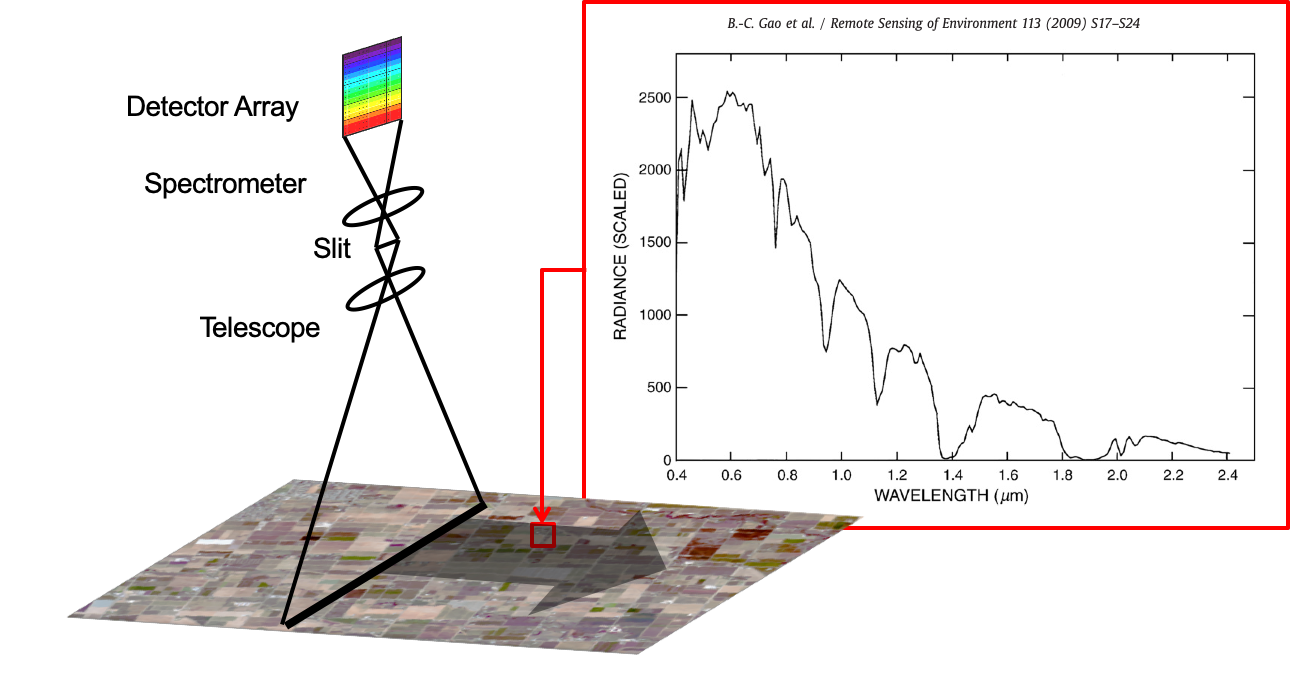 B.-C. Gao et al. / Remote Sensing of Environment 113 (2009) S17–S24
Detector Array
Spectrometer
Slit
Telescope
RADIANCE (SCALED)
2500
2000
1500
1000
500
0
0.4 0.6 0.8 1.0 1.2 1.4 1.6 1.8 2.0 2.2 2.4
WAVELENGTH (μm)